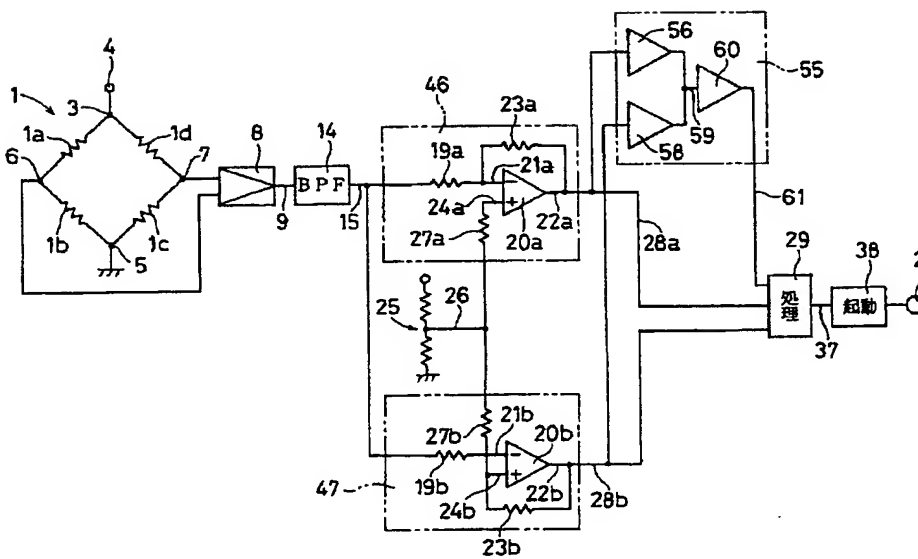 56
60
55
4
46
1
3
23a
8
14
59
1a
1d
19a
21a
58
6
7
B P F
−
61
24a
+
22a
9
15
1b
1c
27a
20a
28a
5
29
38
2
処理
起動
25
26
37
21b
27b
20b
−
+
47
19b
24b
22b
28b
23b